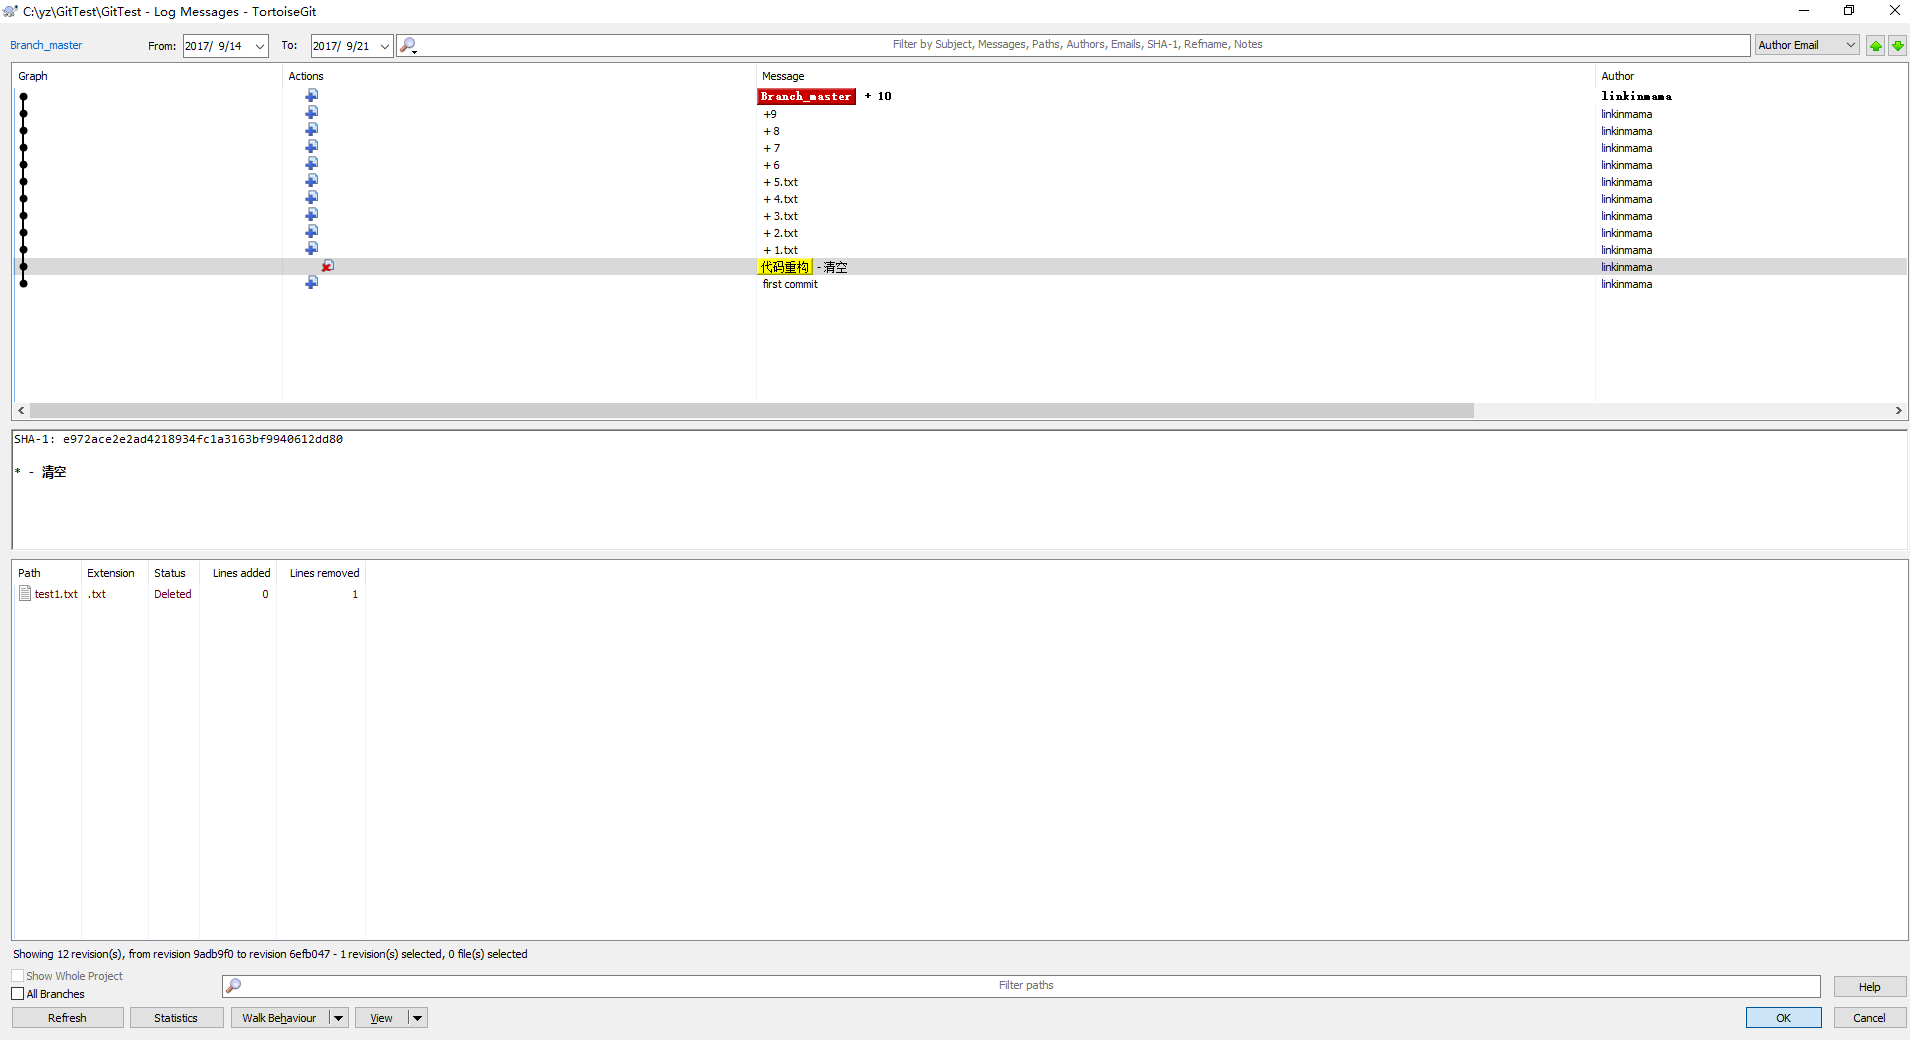 C:\yz\GitTest\GitTest - Log Messages - TortoiseGit
Branch_master From: 2017/ 9/14 To: 2017/ 9/21 Filter by Subject, Messages, Paths, Authors, Emails, SHA-1, Refname, Notes Author Email
Graph Actions Message Author
Branch_master + 10 linkinmama
+9 linkinmama
+ 8 linkinmama
+ 7 linkinmama
+ 6 linkinmama
+ 5.txt linkinmama
+ 4.txt linkinmama
+ 3.txt linkinmama
+ 2.txt linkinmama
+ 1.txt linkinmama
代码重构 - 清空 linkinmama
first commit linkinmama
SHA-1: e972ace2e2ad4218934fc1a3163bf9940612dd80
* - 清空
Path Extension Status Lines added Lines removed
test1.txt .txt Deleted 0 1
Showing 12 revision(s), from revision 9adb9f0 to revision 6efb047 - 1 revision(s) selected, 0 file(s) selected
Show Whole Project
All Branches Filter paths Help
Refresh Statistics Walk Behaviour View OK Cancel